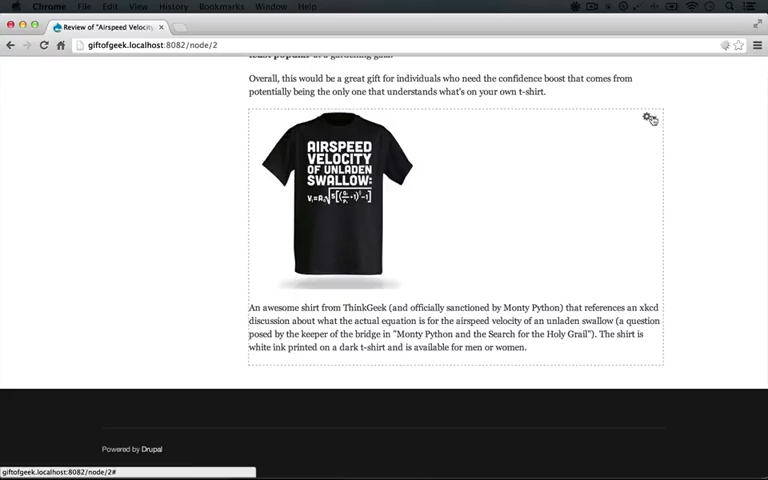 Chrome File Edit View History Bookmarks Window Help
Review of "Airspeed Velocity
giftofgeek.localhost:8082/node/2
Overall, this would be a great gift for individuals who need the confidence boost that comes from
potentially being the only one that understands what's on your own t-shirt.
AIRSPEED
VELOCITY
OF UNLADEN
SWALLOW:
An awesome shirt from ThinkGeek (and officially sanctioned by Monty Python) that references an xkcd
discussion about what the actual equation is for the airspeed velocity of an unladen swallow (a question
posed by the keeper of the bridge in "Monty Python and the Search for the Holy Grail"). The shirt is
white ink printed on a dark t-shirt and is available for men or women.
Powered by Drupal
giftofgeek.localhost:8082/node/2#